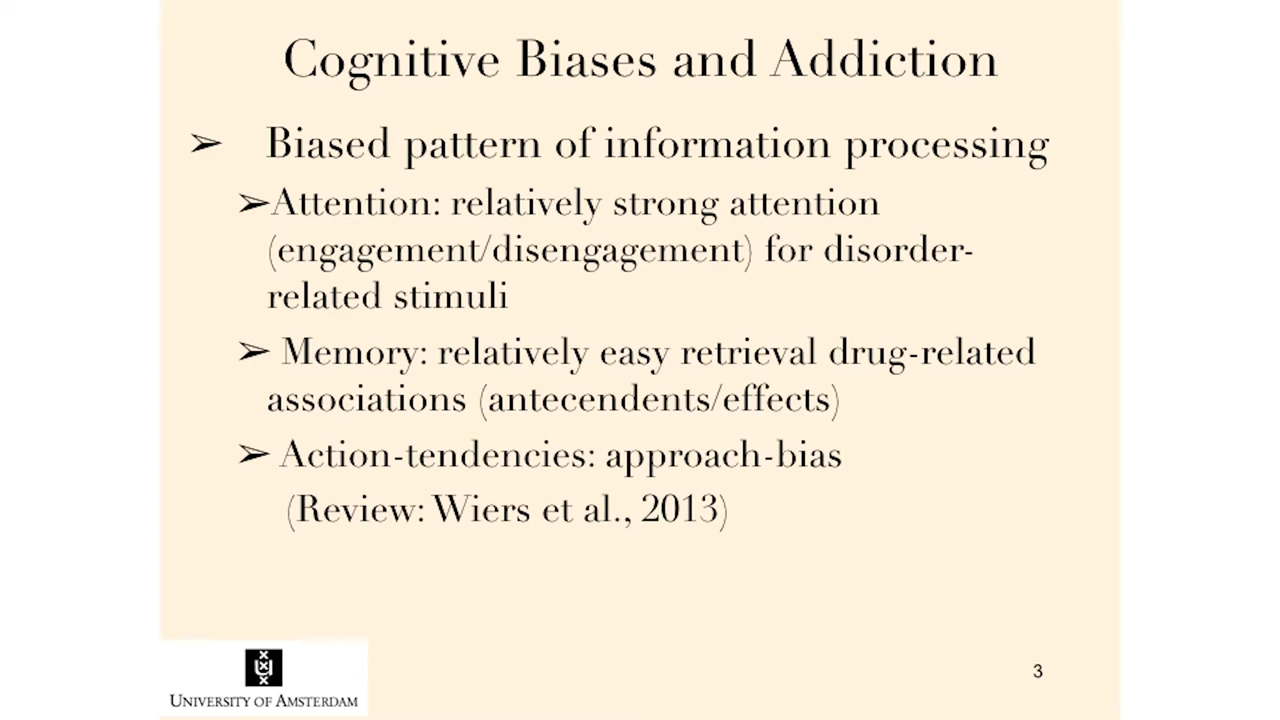 Cognitive Biases and Addiction
➢ Biased pattern of information processing
➢Attention: relatively strong attention
(engagement/disengagement) for disorder-
related stimuli
➢ Memory: relatively easy retrieval drug-related
associations (antecendents/effects)
➢ Action-tendencies: approach-bias
(Review: Wiers et al., 2013)
3
UNIVERSITY OF AMSTERDAM